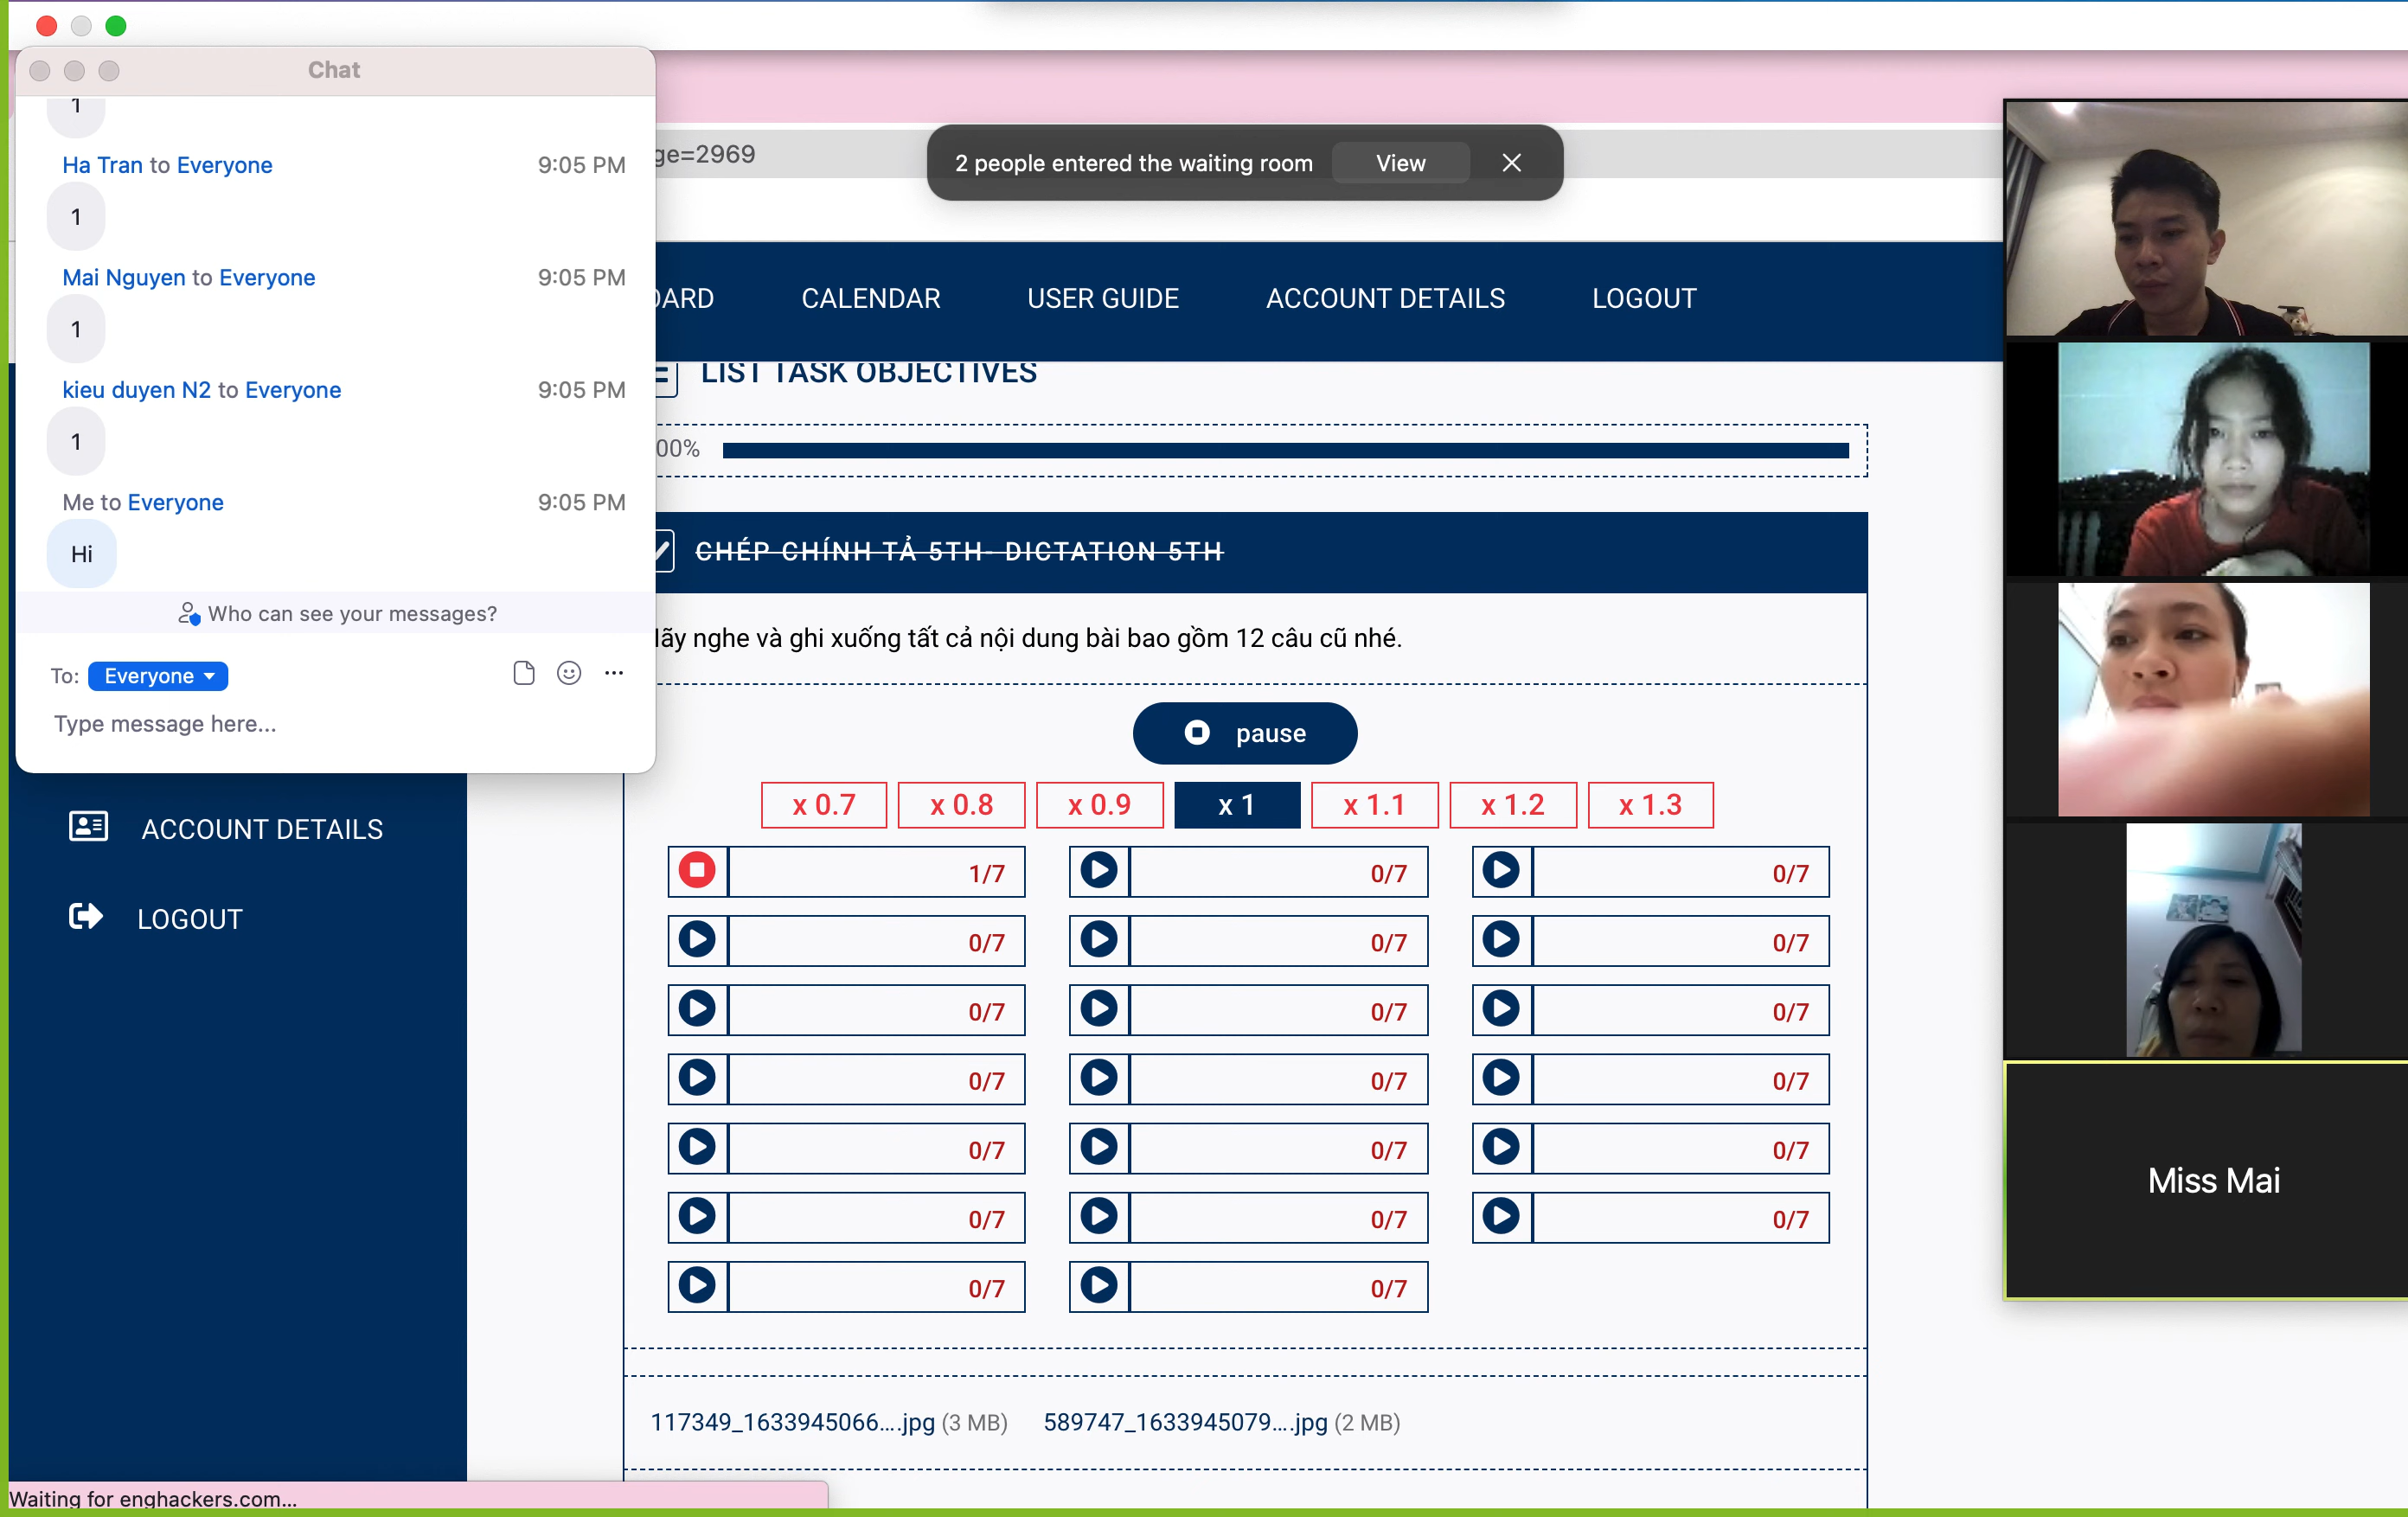 Chat
1
Ha Tran to Everyone 9:05 PM
1
Mai Nguyen to Everyone 9:05 PM
1
kieu duyen N2 to Everyone 9:05 PM
1
Me to Everyone 9:05 PM
Hi
Who can see your messages?
To: Everyone
Type message here...
ge=2969
2 people entered the waiting room View
CALENDAR USER GUIDE ACCOUNT DETAILS LOGOUT
LIST TASK OBJECTIVES
00%
CHÉP CHÍNH TẢ 5TH- DICTATION 5TH
nghe và ghi xuống tất cả nội dung bài bao gồm 12 câu cũ nhé.
pause
x 0.7 x 0.8 x 0.9 x 1 x 1.1 x 1.2 x 1.3
1/7 0/7 0/7
0/7 0/7 0/7
0/7 0/7 0/7
0/7 0/7 0/7
0/7 0/7 0/7
0/7 0/7 0/7
0/7 0/7
117349_1633945066....jpg (3 MB) 589747_1633945079....jpg (2 MB)
ACCOUNT DETAILS
LOGOUT
Waiting for enghackers.com...
Miss Mai